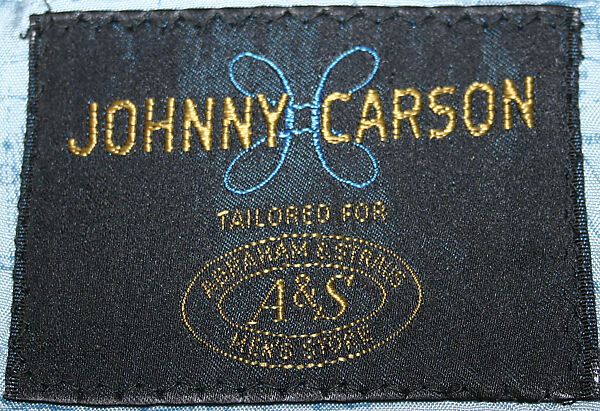 JOHNNY CARSON
TAILORED FOR
ABRAHAM & STRAUS
A&S
MEN'S STORE